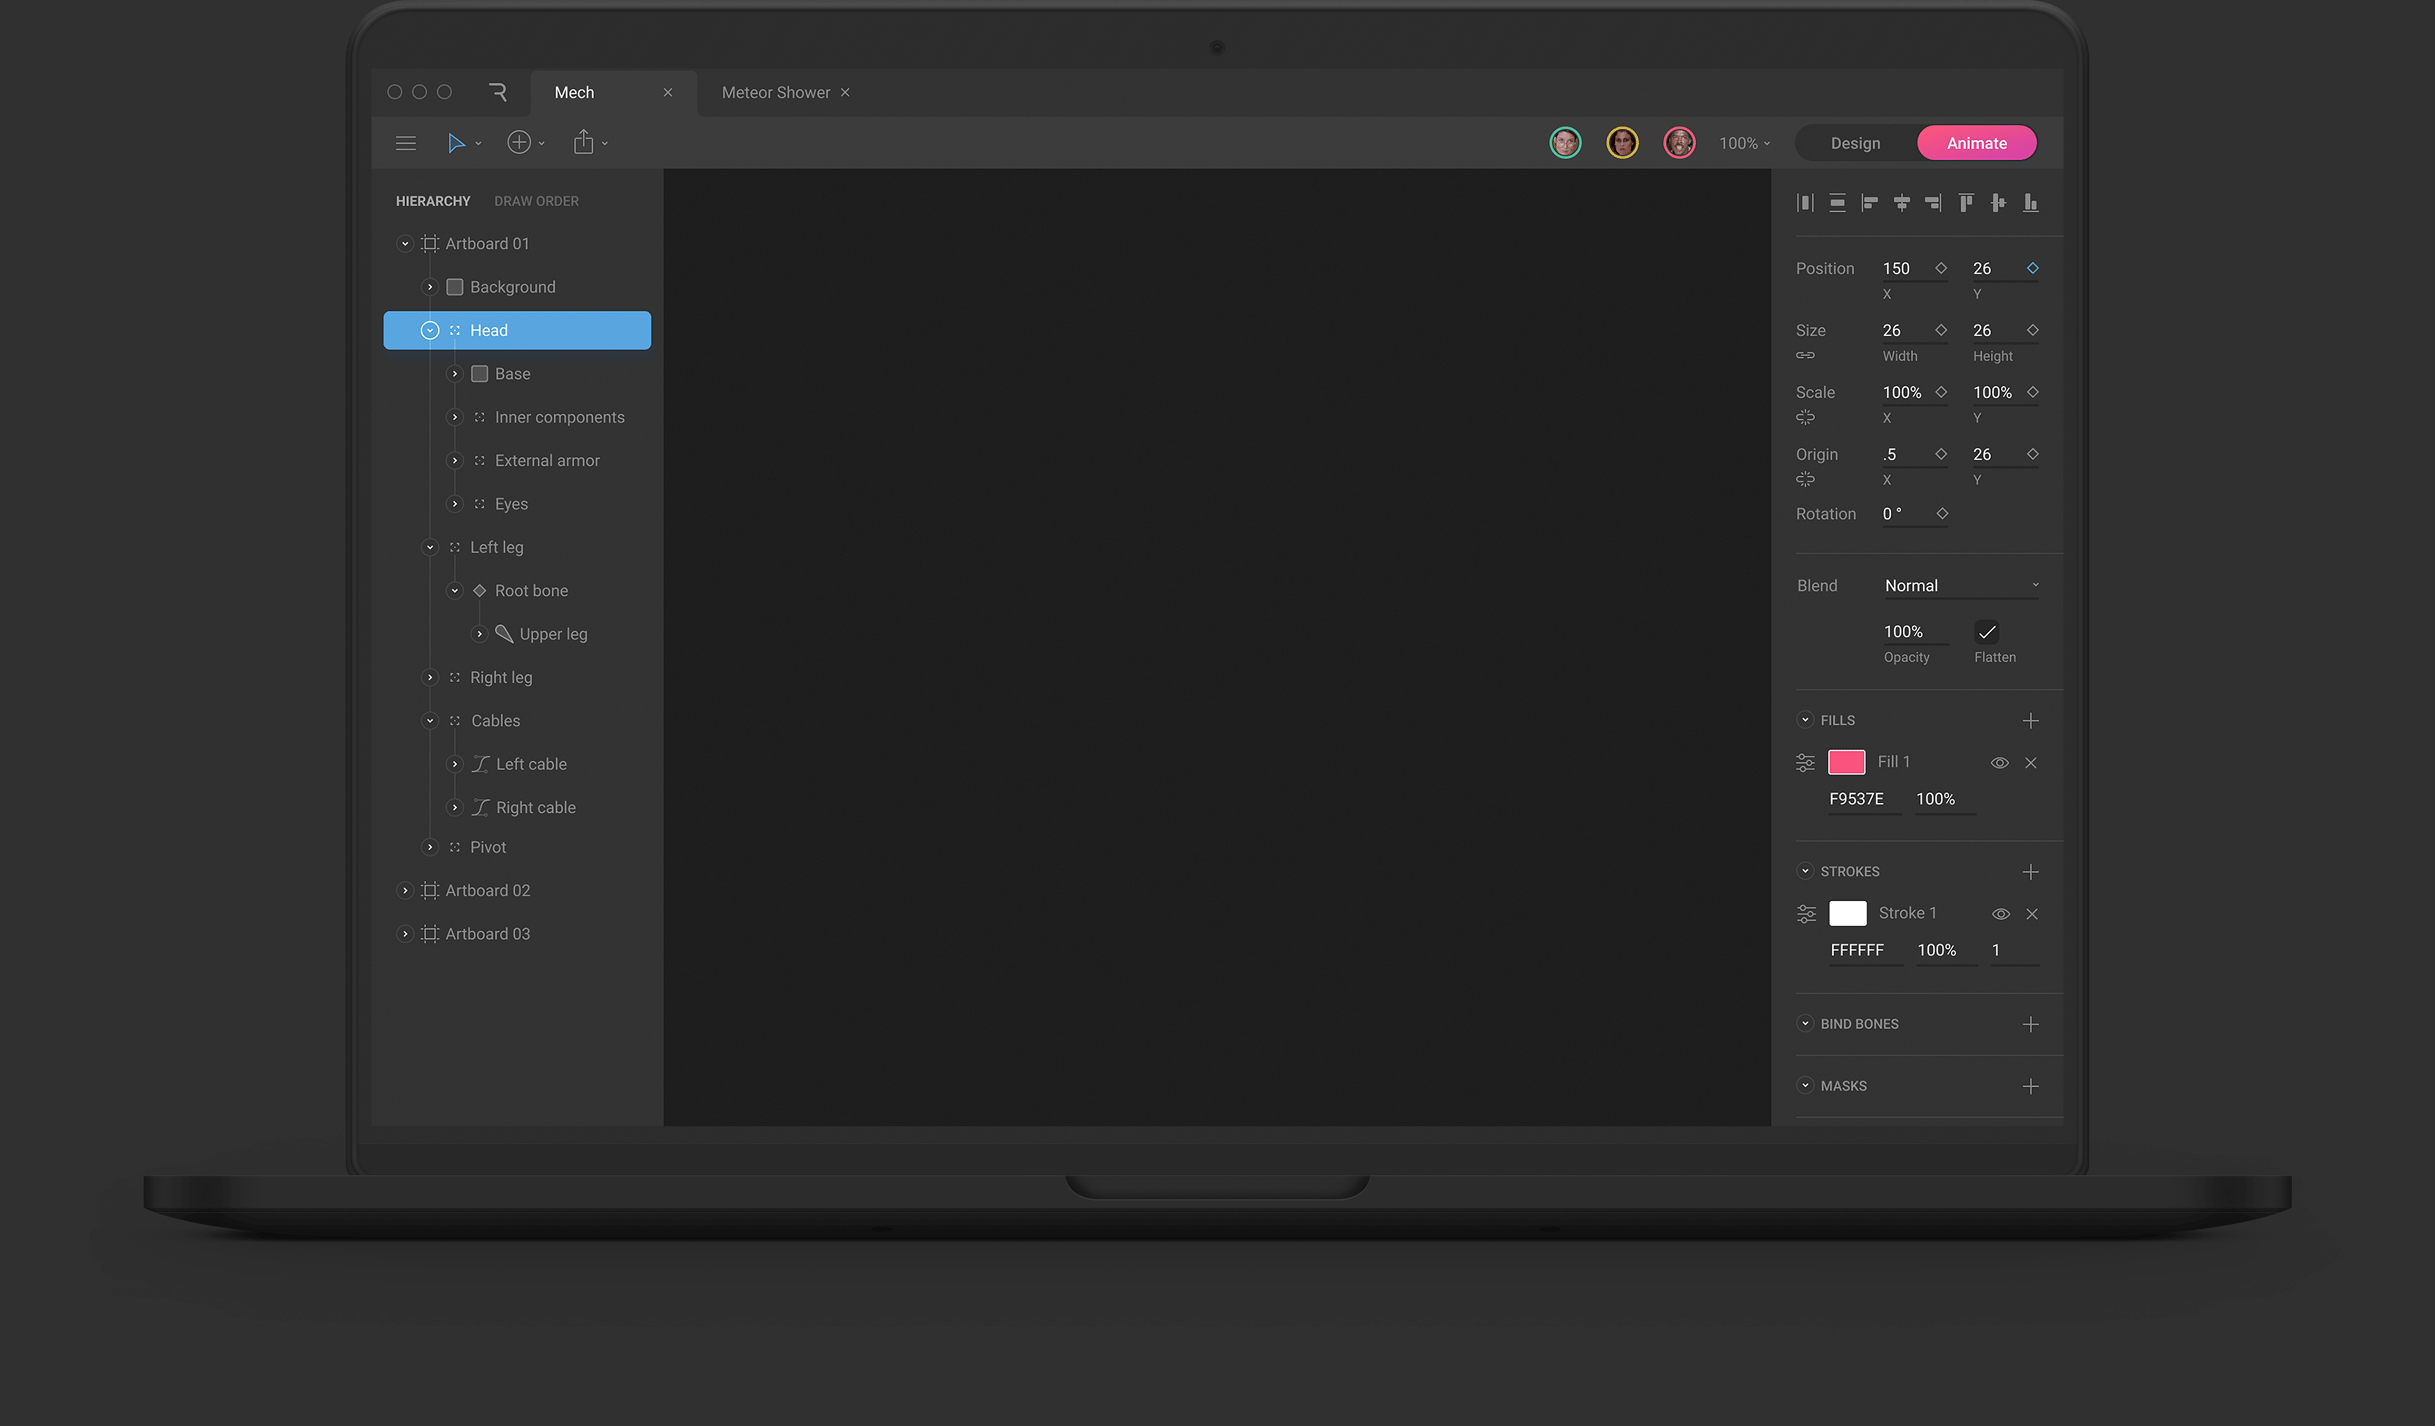 Mech
Meteor Shower
100%
Design
Animate
HIERARCHY
DRAW ORDER
Artboard 01
Background
Head
Base
Inner components
External armor
Eyes
Left leg
Root bone
Upper leg
Right leg
Cables
Left cable
Right cable
Pivot
Artboard 02
Artboard 03
Position 150 26
X Y
Size 26 26
Width Height
Scale 100% 100%
X Y
Origin .5 26
X Y
Rotation 0 °
Blend Normal
100%
Opacity Flatten
FILLS
Fill 1
F9537E 100%
STROKES
Stroke 1
FFFFFF 100% 1
BIND BONES
MASKS